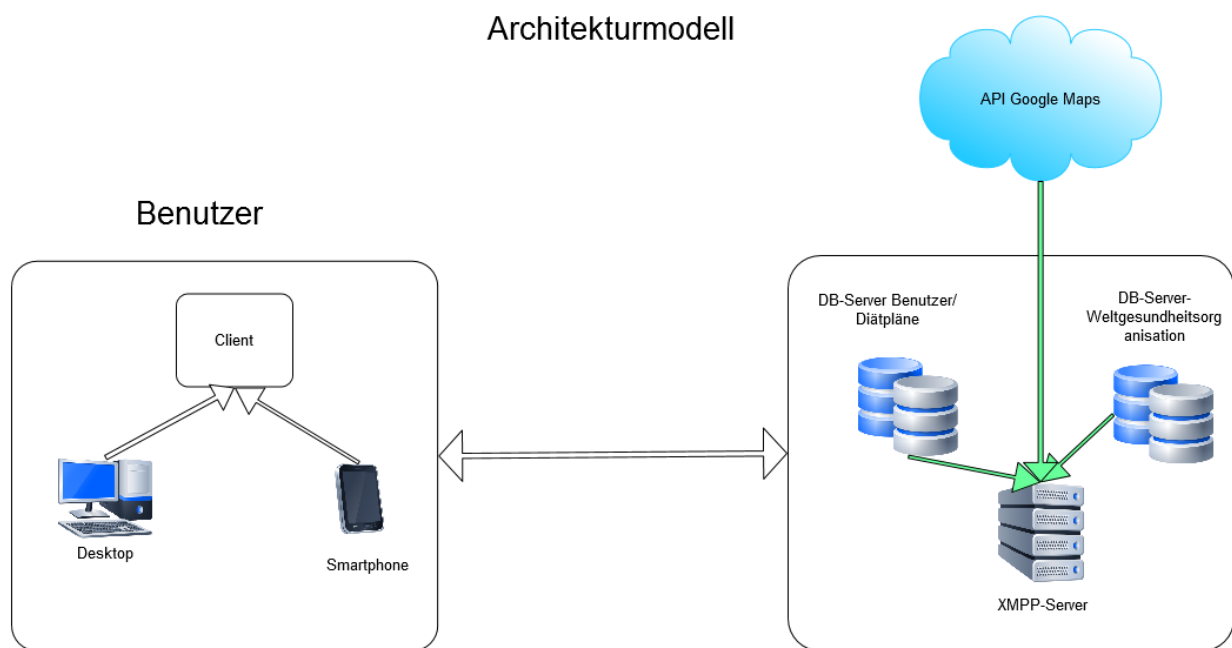 Architekturmodell
API Google Maps
Benutzer
Client
Desktop
Smartphone
DB-Server Benutzer/
Diätpläne
DB-Server-
Weltgesundheitsorg
anisation
XMPP-Server